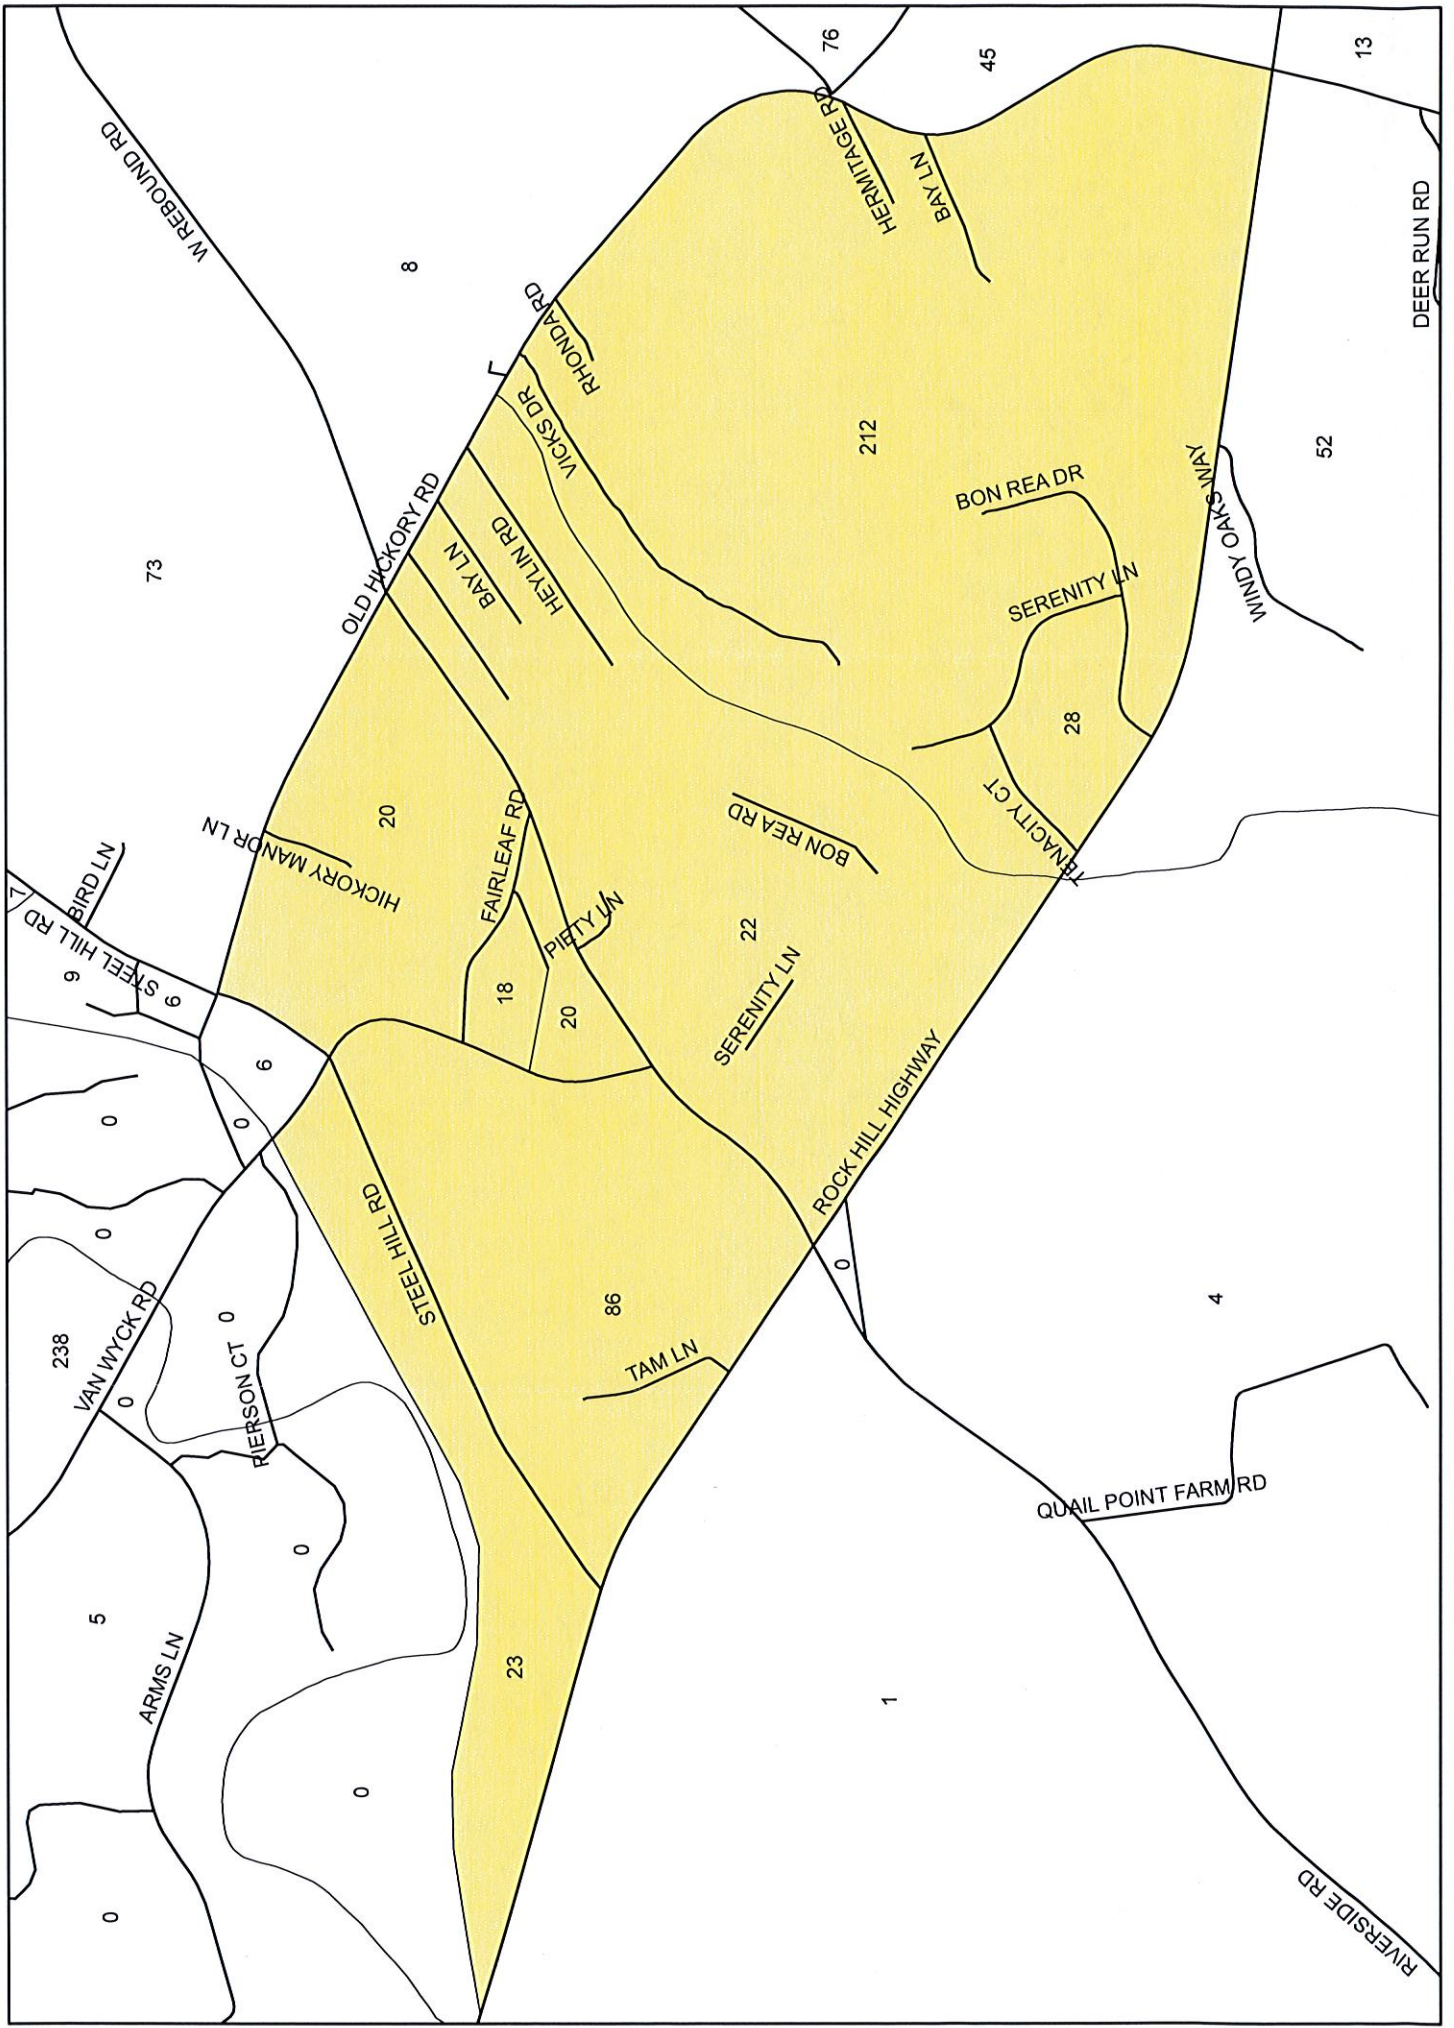 STEEL HILL RD
7
BIRD LN
9
6
W REBOUND RD
73
8
0
0
238
VAN WYCK RD
0
0
0
5
ARMS LN
0
PIERSON CT
0
0
6
HICKORY MANOR LN
OLD HICKORY RD
STEEL HILL RD
20
FAIRLEAF RD
BAY LN
HEYLIN RD
VICKS DR
RHONDA RD
23
18
20
PIETY LN
86
TAM LN
SERENITY LN
22
BON REA RD
212
HERMITAGE RD
76
BAY LN
45
ROCK HILL HIGHWAY
0
1
TENACITY CT
28
SERENITY LN
BON REA DR
4
QUAIL POINT FARM RD
WINDY OAKS WAY
52
DEER RUN RD
13
RIVERSIDE RD